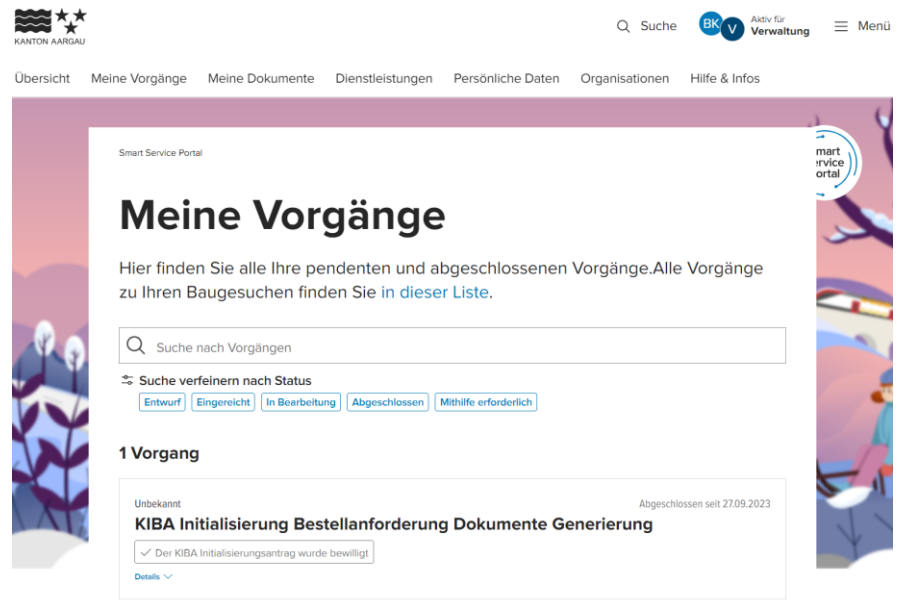 KANTON AARGAU
Suche
BK
V
Aktiv für
Verwaltung
Menü
Übersicht Meine Vorgänge Meine Dokumente Dienstleistungen Persönliche Daten Organisationen Hilfe & Infos
Smart Service Portal
mart
ervice
ortal
Meine Vorgänge
Hier finden Sie alle Ihre pendenten und abgeschlossenen Vorgänge.Alle Vorgänge
zu Ihren Baugesuchen finden Sie in dieser Liste.
Suche nach Vorgängen
Suche verfeinern nach Status
Entwurf Eingereicht In Bearbeitung Abgeschlossen Mithilfe erforderlich
1 Vorgang
Unbekannt Abgeschlossen seit 27.09.2023
KIBA Initialisierung Bestellanforderung Dokumente Generierung
Der KIBA Initialisierungsantrag wurde bewilligt
Details